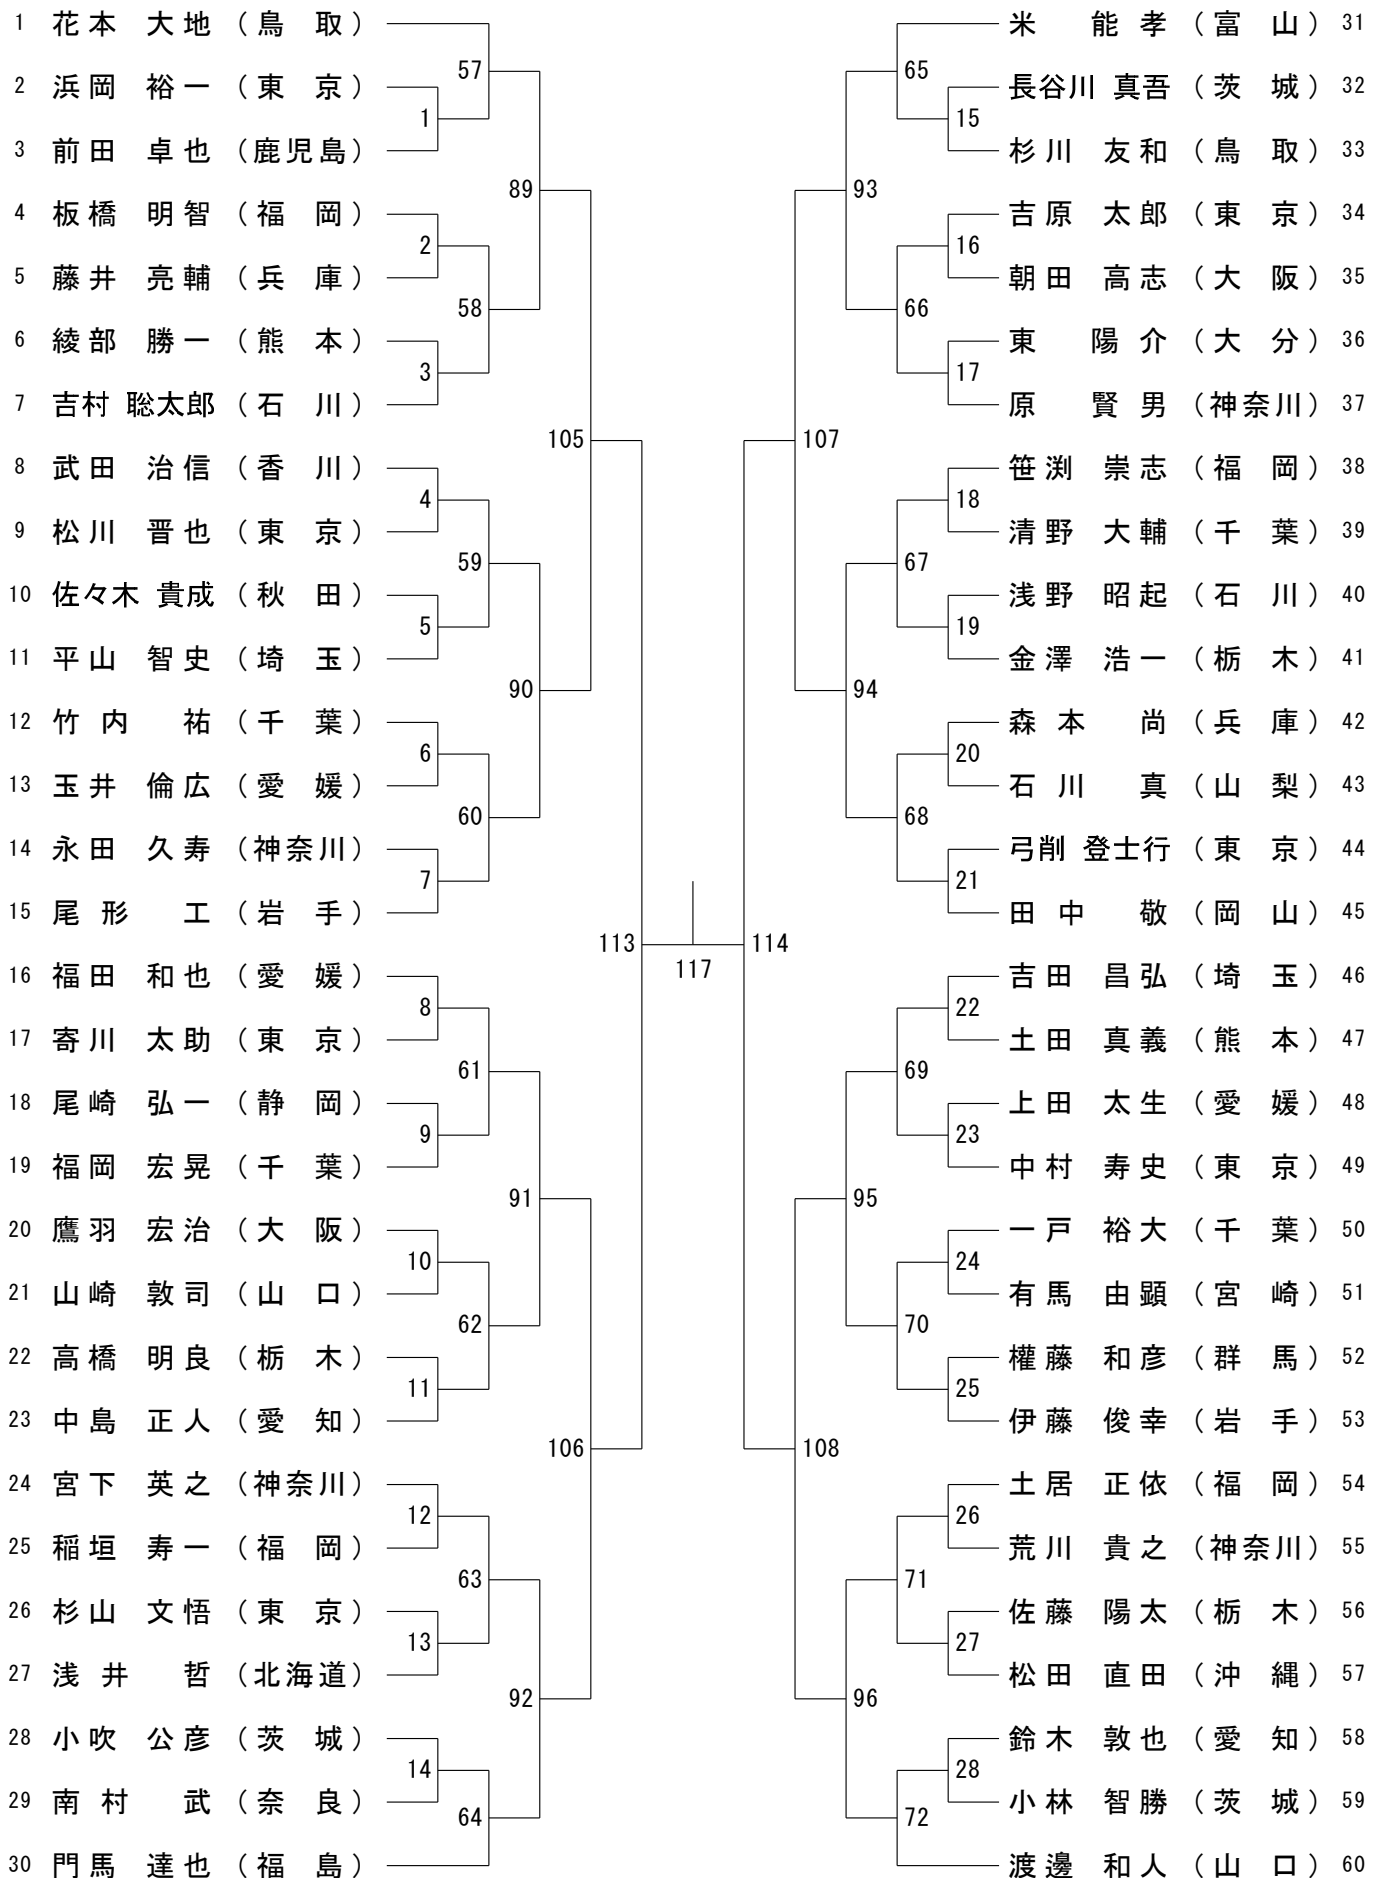 1 花本 大地 (鳥 取)
57
2 浜岡 裕一 (東 京)
1
3 前田 卓也 (鹿児島)
89
4 板橋 明智 (福 岡)
2
5 藤井 亮輔 (兵 庫)
58
6 綾部 勝一 (熊 本)
3
7 吉村 聡太郎 (石 川)
105
8 武田 治信 (香 川)
4
9 松川 晋也 (東 京)
59
10 佐々木 貴成 (秋 田)
5
11 平山 智史 (埼 玉)
90
12 竹内 祐 (千 葉)
6
13 玉井 倫広 (愛 媛)
60
14 永田 久寿 (神奈川)
7
15 尾形 工 (岩 手)
113
16 福田 和也 (愛 媛)
8
17 寄川 太助 (東 京)
61
18 尾崎 弘一 (静 岡)
9
19 福岡 宏晃 (千 葉)
91
20 鷹羽 宏治 (大 阪)
10
21 山崎 敦司 (山 口)
62
22 高橋 明良 (栃 木)
11
23 中島 正人 (愛 知)
106
24 宮下 英之 (神奈川)
12
25 稲垣 寿一 (福 岡)
63
26 杉山 文悟 (東 京)
13
27 浅井 哲 (北海道)
92
28 小吹 公彦 (茨 城)
14
29 南村 武 (奈 良)
64
30 門馬 達也 (福 島)
117
米 能孝 (富 山) 31
65
長谷川 真吾 (茨 城) 32
15
杉川 友和 (鳥 取) 33
93
吉原 太郎 (東 京) 34
16
朝田 高志 (大 阪) 35
66
東 陽介 (大 分) 36
17
原 賢男 (神奈川) 37
107
笹渕 崇志 (福 岡) 38
18
清野 大輔 (千 葉) 39
67
浅野 昭起 (石 川) 40
19
金澤 浩一 (栃 木) 41
94
森本 尚 (兵 庫) 42
20
石川 真 (山 梨) 43
68
弓削 登士行 (東 京) 44
21
田中 敬 (岡 山) 45
114
吉田 昌弘 (埼 玉) 46
22
土田 真義 (熊 本) 47
69
上田 太生 (愛 媛) 48
23
中村 寿史 (東 京) 49
95
一戸 裕大 (千 葉) 50
24
有馬 由顕 (宮 崎) 51
70
權藤 和彦 (群 馬) 52
25
伊藤 俊幸 (岩 手) 53
108
土居 正依 (福 岡) 54
26
荒川 貴之 (神奈川) 55
71
佐藤 陽太 (栃 木) 56
27
松田 直田 (沖 縄) 57
96
鈴木 敦也 (愛 知) 58
28
小林 智勝 (茨 城) 59
72
渡邊 和人 (山 口) 60